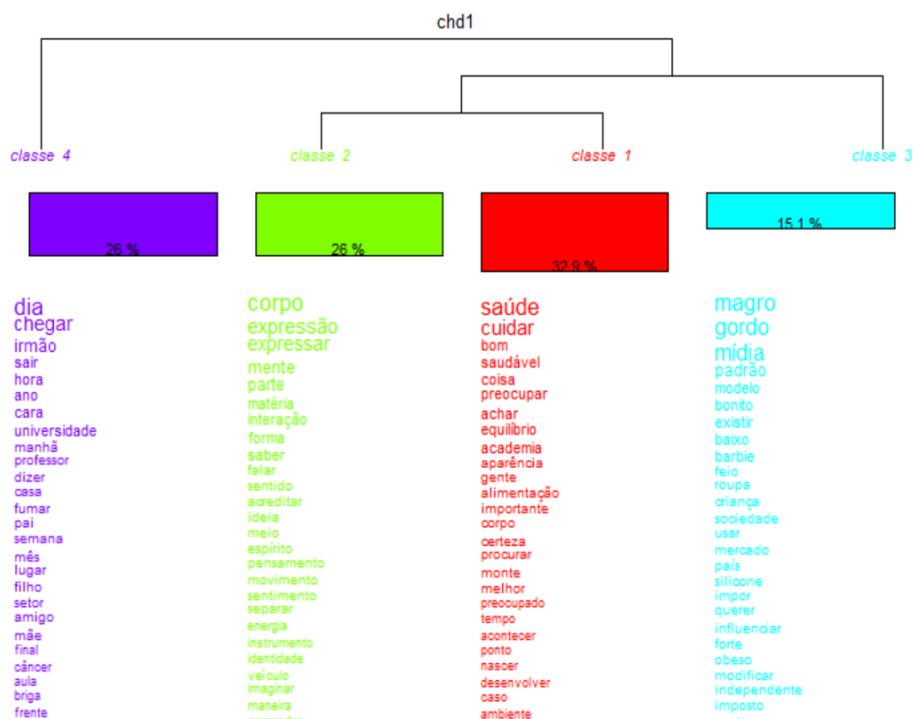 chd1
classe 4
classe 2
classe 1
classe 3
26 %
26 %
32.9 %
15.1 %
dia
chegar
irmão
sair
hora
ano
cara
universidade
manhã
professor
dizer
casa
fumar
pai
semana
mês
lugar
filho
setor
amigo
mãe
final
câncer
aula
briga
frente
corpo
expressão
expressar
mente
parte
matéria
interação
forma
saber
falar
sentido
acreditar
ideia
meio
espírito
pensamento
movimento
sentimento
separar
energia
instrumento
identidade
veículo
imaginar
maneira
saúde
cuidar
bom
saudável
coisa
preocupar
achar
equilíbrio
academia
aparência
gente
alimentação
importante
corpo
certeza
procurar
monte
melhor
preocupado
tempo
acontecer
ponto
nascer
desenvolver
caso
ambiente
magro
gordo
mídia
padrão
modelo
bonito
existir
baixo
barbie
feio
roupa
criança
sociedade
usar
mercado
país
silicone
impor
querer
influenciar
forte
obeso
modificar
independente
imposto